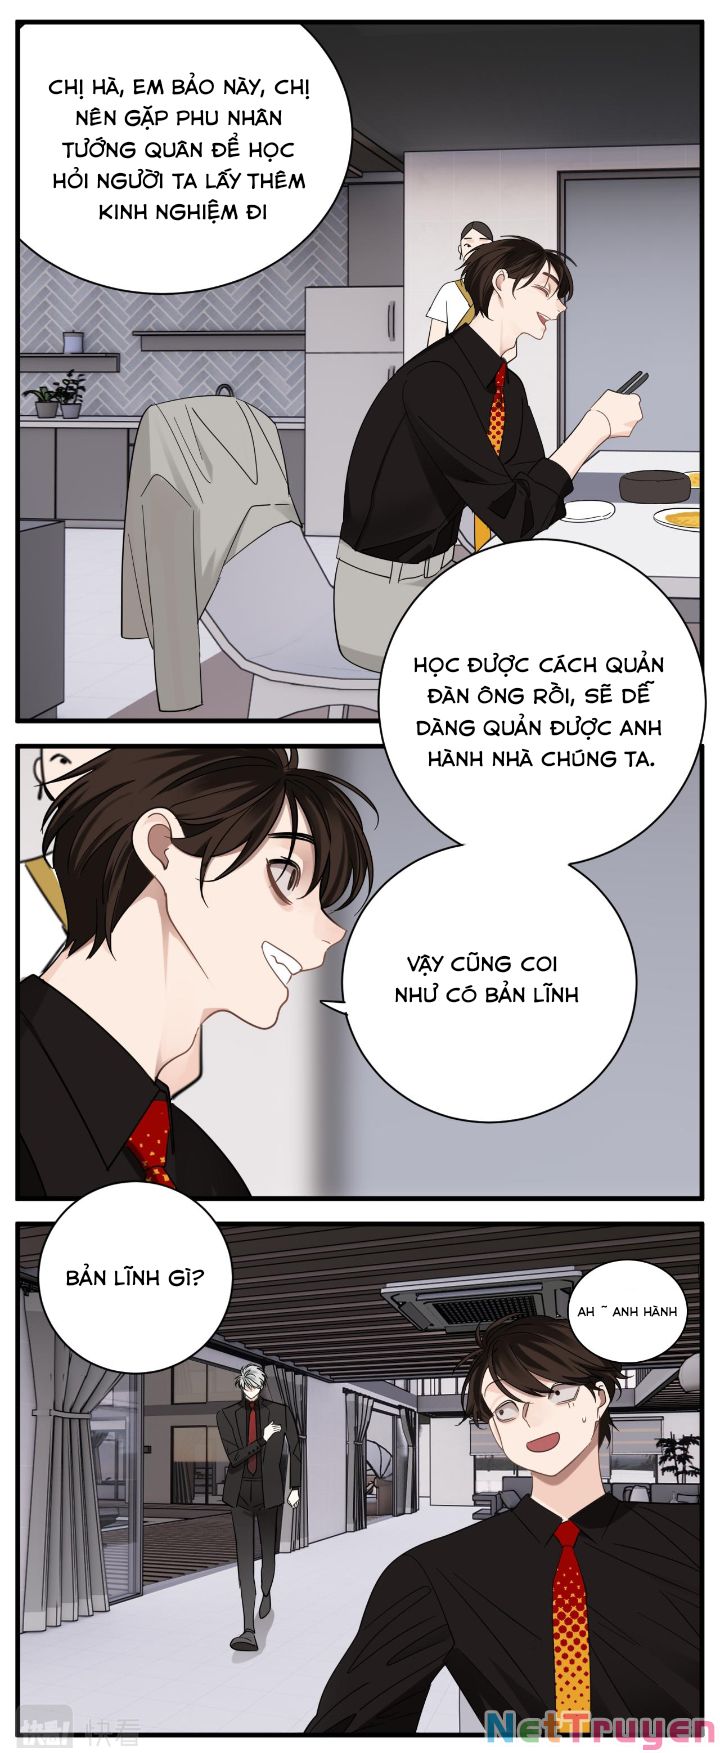 CHỊ HÀ, EM BẢO NÀY, CHỊ
NÊN GẶP PHU NHÂN
TƯỚNG QUÂN ĐỂ HỌC
HỎI NGƯỜI TA LẤY THÊM
KINH NGHIỆM ĐI
HỌC ĐƯỢC CÁCH QUẢN
ĐÀN ÔNG RỒI, SẼ DỄ
DÀNG QUẢN ĐƯỢC ANH
HÀNH NHÀ CHÚNG TA.
VẬY CŨNG COI
NHƯ CÓ BẢN LĨNH
BẢN LĨNH GÌ?
AH ~ ANH HÀNH
快看! 快看
NetTruyen